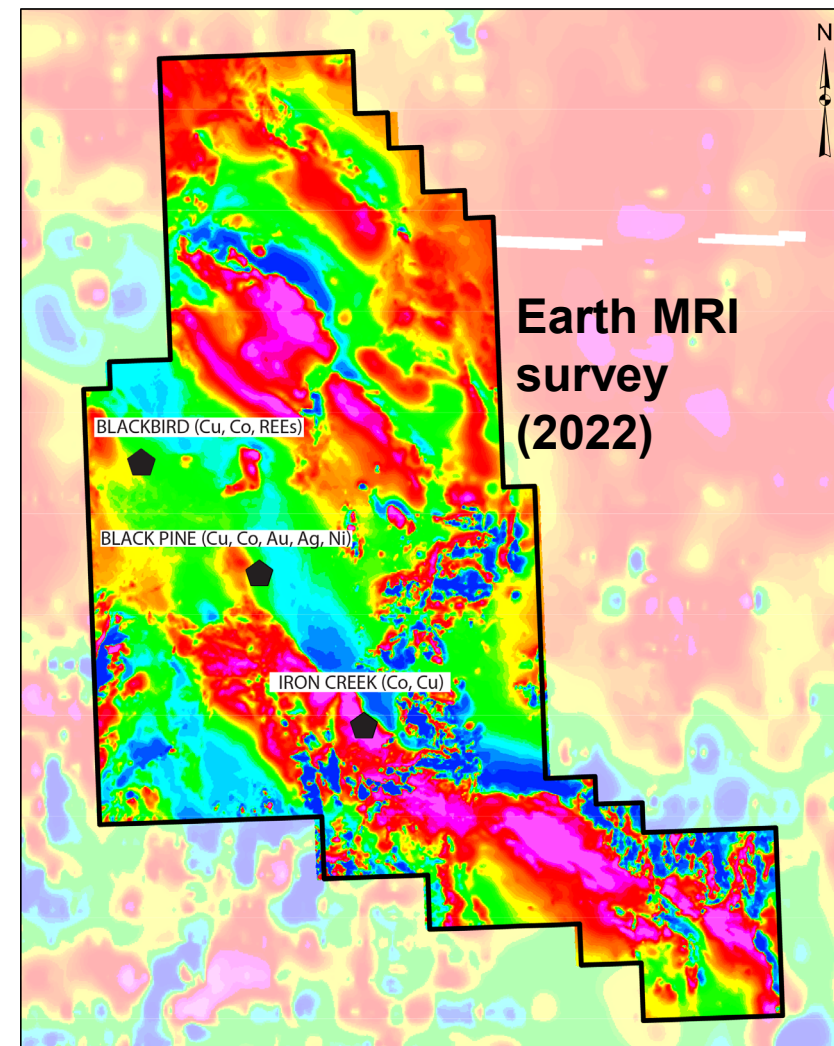 N
Earth MRI
survey
(2022)
BLACKBIRD (Cu, Co, REEs)
BLACK PINE (Cu, Co, Au, Ag, Ni)
IRON CREEK (Co, Cu)